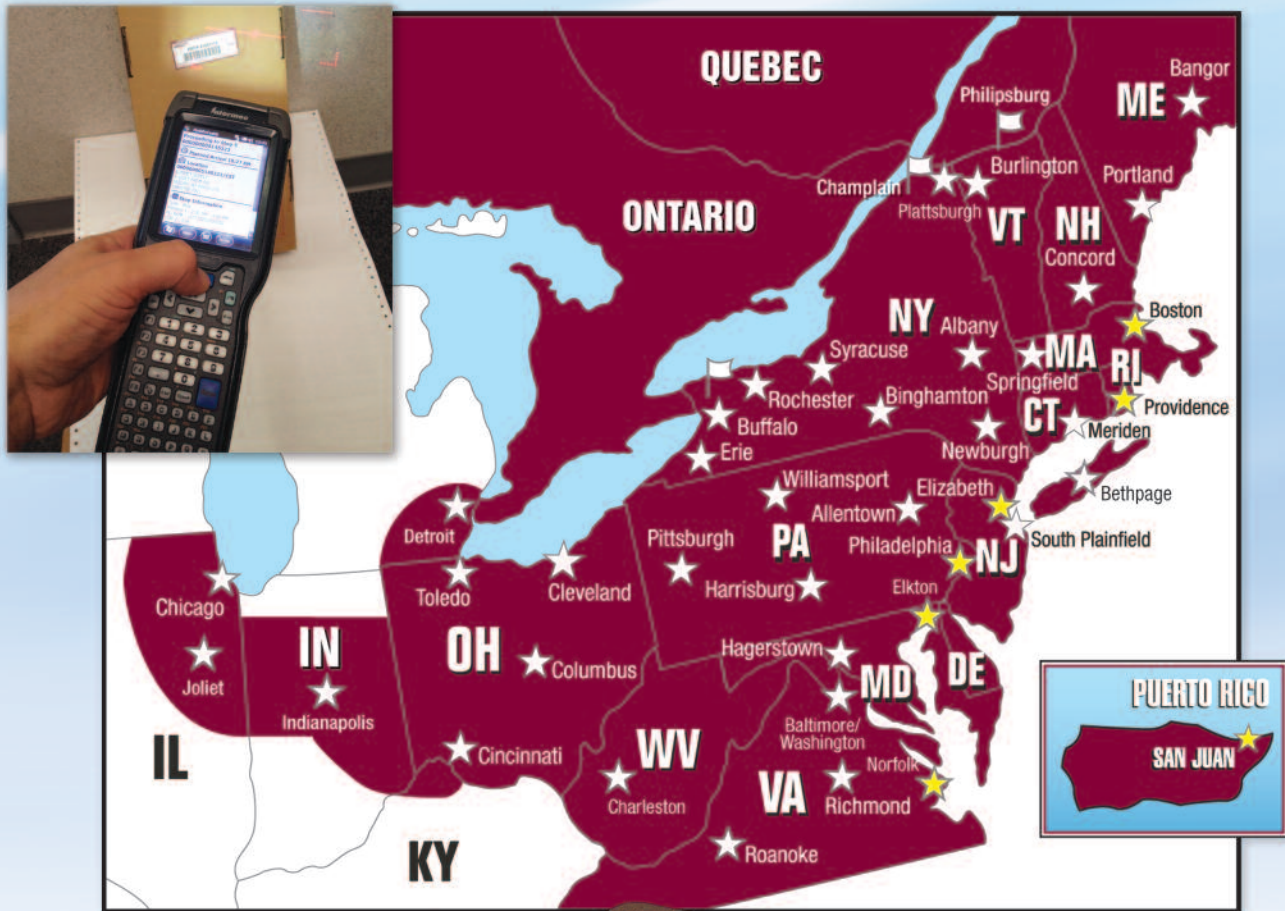 Intermec
QUEBEC
ME
Bangor
Philipsburg
Champlain
Plattsburgh
Burlington
Portland
ONTARIO
VT
NH
Concord
NY
Albany
Boston
Syracuse
MA
RI
Springfield
Rochester
Binghamton
CT
Providence
Meriden
Buffalo
Newburgh
Erie
Williamsport
Elizabeth
Bethpage
Allentown
Detroit
Pittsburgh
PA
Philadelphia
NJ
South Plainfield
Chicago
Toledo
Cleveland
Harrisburg
Elkton
Joliet
IN
Indianapolis
OH
Columbus
Hagerstown
MD
DE
Baltimore/
Washington
IL
Cincinnati
WV
Charleston
VA
Norfolk
Richmond
KY
Roanoke
PUERTO RICO
SAN JUAN